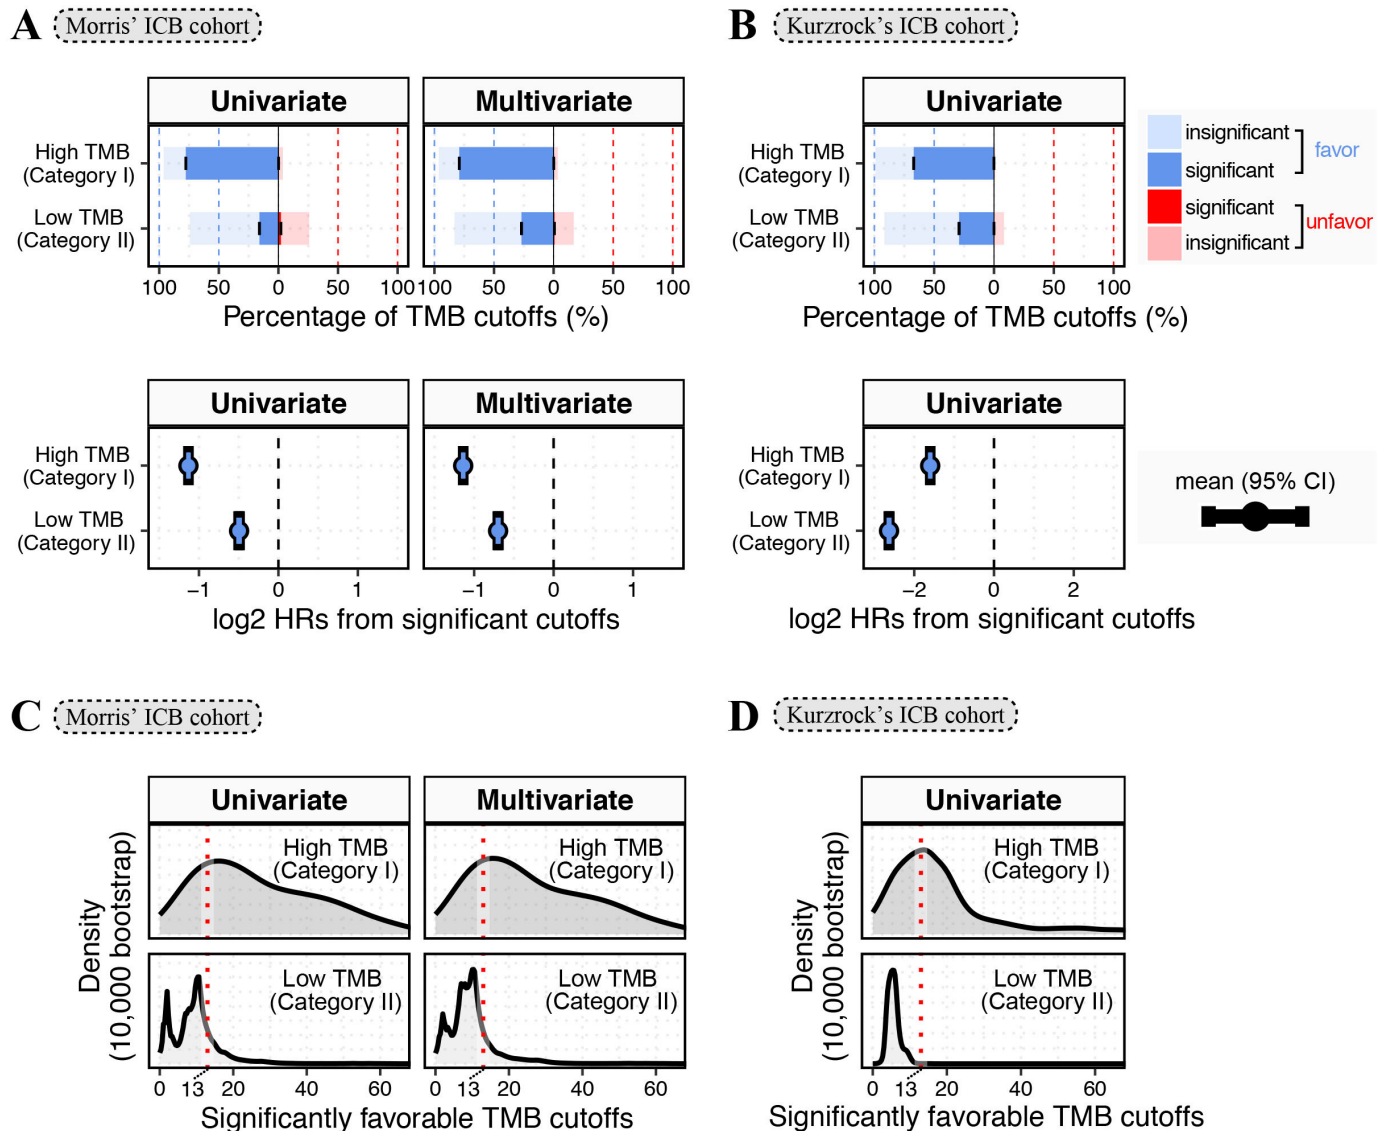 A Morris' ICB cohort
Univariate Multivariate
High TMB
(Category I)
Low TMB
(Category II)
100 50 0 50 100 50 0 50 100
Percentage of TMB cutoffs (%)
B Kurzrock's ICB cohort
Univariate
High TMB
(Category I)
Low TMB
(Category II)
100 50 0 50 100
Percentage of TMB cutoffs (%)
insignificant
significant
favor
significant
insignificant
unfavor
Univariate Multivariate
High TMB
(Category I)
Low TMB
(Category II)
−1 0 1 −1 0 1
log2 HRs from significant cutoffs
Univariate
High TMB
(Category I)
Low TMB
(Category II)
−2 0 2
log2 HRs from significant cutoffs
mean (95% CI)
C Morris' ICB cohort
Univariate Multivariate
Density
(10,000 bootstrap)
High TMB
(Category I)
High TMB
(Category I)
Low TMB
(Category II)
Low TMB
(Category II)
0 13 20 40 60 0 13 20 40 60
Significantly favorable TMB cutoffs
D Kurzrock's ICB cohort
Univariate
Density
(10,000 bootstrap)
High TMB
(Category I)
Low TMB
(Category II)
0 13 20 40 60
Significantly favorable TMB cutoffs